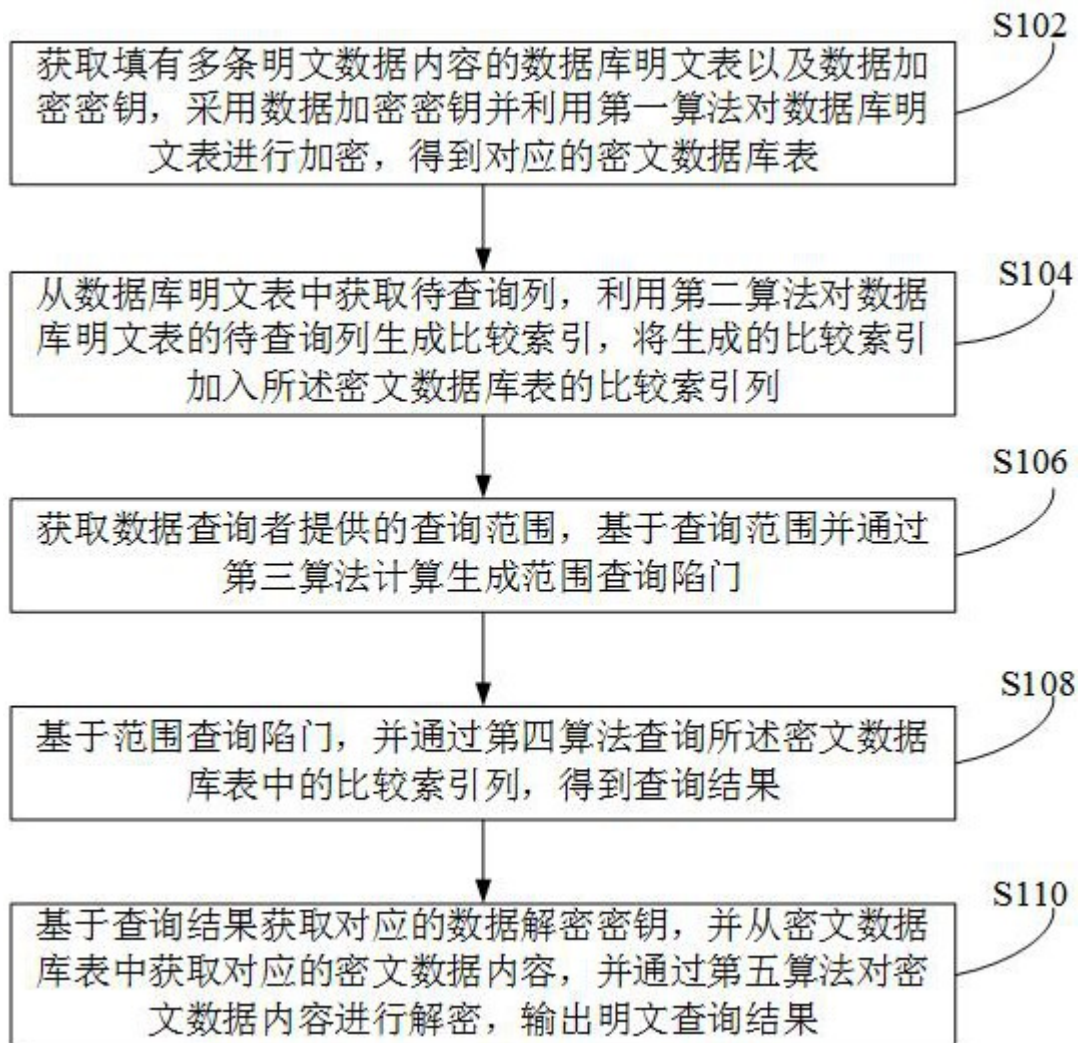 S102
获取填有多条明文数据内容的数据库明文表以及数据加
密密钥，采用数据加密密钥并利用第一算法对数据库明
文表进行加密，得到对应的密文数据库表
S104
从数据库明文表中获取待查询列，利用第二算法对数据
库明文表的待查询列生成比较索引，将生成的比较索引
加入所述密文数据库表的比较索引列
S106
获取数据查询者提供的查询范围，基于查询范围并通过
第三算法计算生成范围查询陷门
S108
基于范围查询陷门，并通过第四算法查询所述密文数据
库表中的比较索引列，得到查询结果
S110
基于查询结果获取对应的数据解密密钥，并从密文数据
库表中获取对应的密文数据内容，并通过第五算法对密
文数据内容进行解密，输出明文查询结果